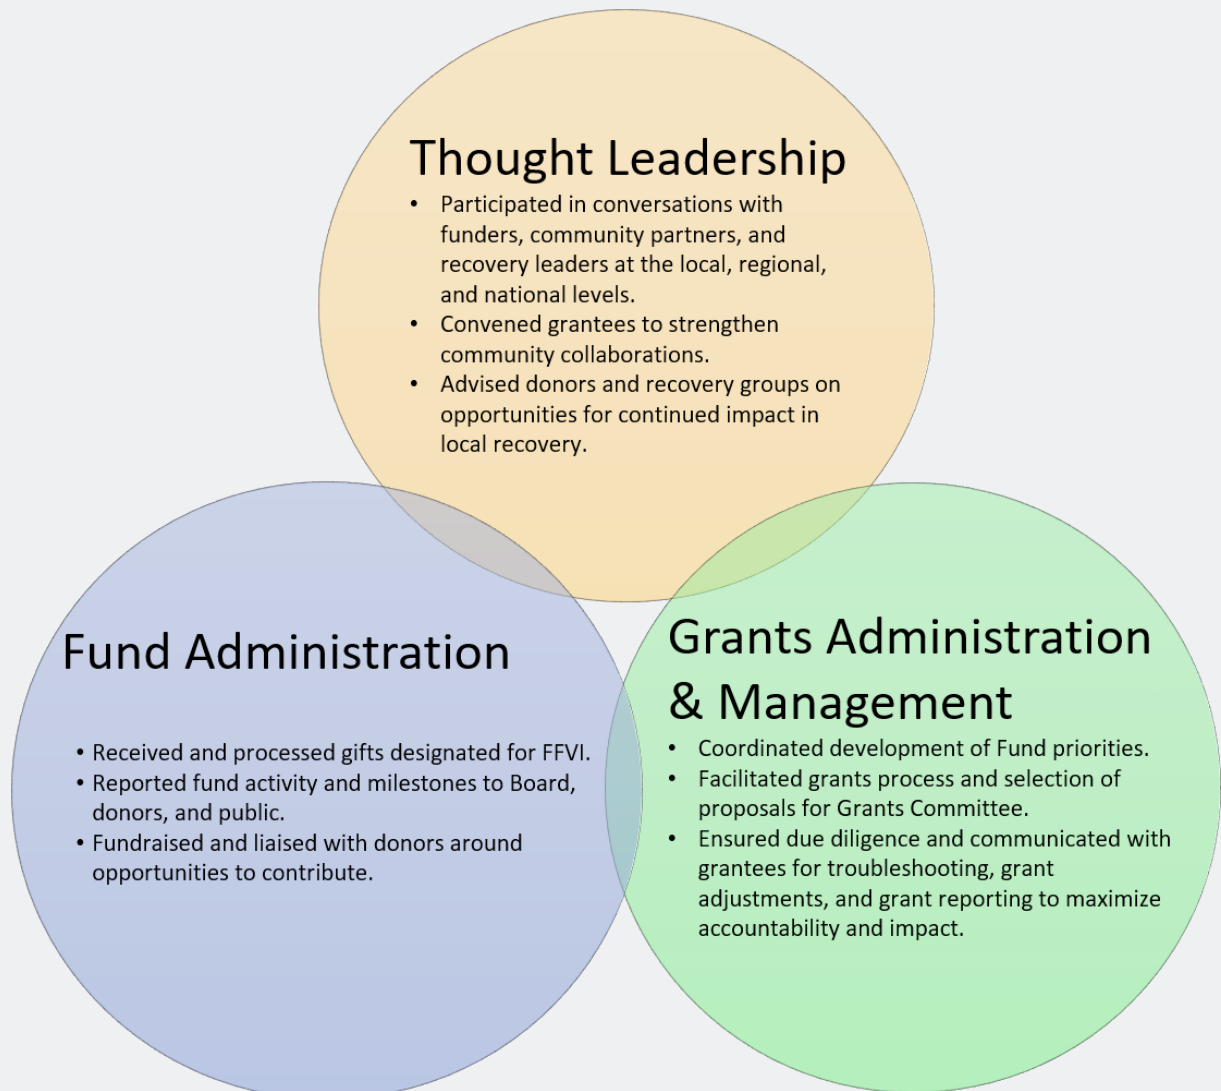 Thought Leadership
• Participated in conversations with
funders, community partners, and
recovery leaders at the local, regional,
and national levels.
• Convened grantees to strengthen
community collaborations.
• Advised donors and recovery groups on
opportunities for continued impact in
local recovery.
Fund Administration
• Received and processed gifts designated for FFVI.
• Reported fund activity and milestones to Board,
donors, and public.
• Fundraised and liaised with donors around
opportunities to contribute.
Grants Administration
& Management
• Coordinated development of Fund priorities.
• Facilitated grants process and selection of
proposals for Grants Committee.
• Ensured due diligence and communicated with
grantees for troubleshooting, grant
adjustments, and grant reporting to maximize
accountability and impact.